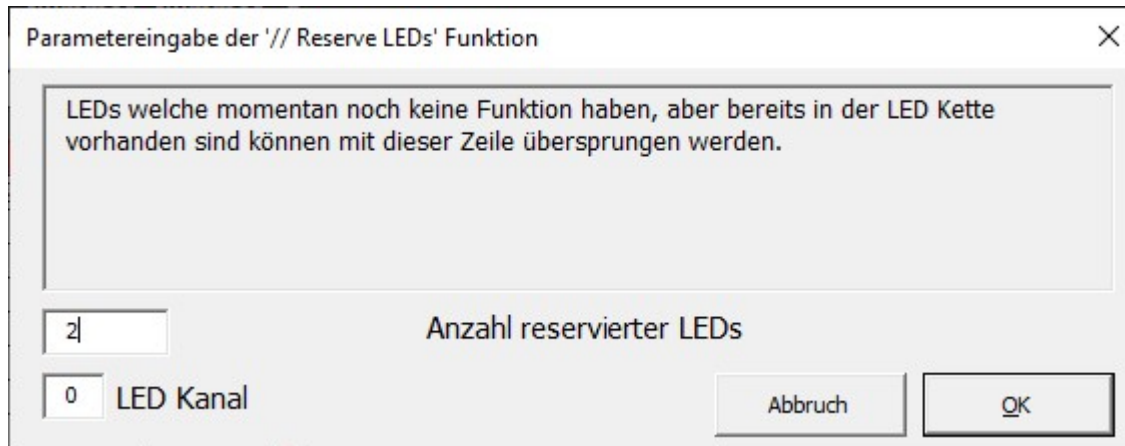 Parametereingabe der '// Reserve LEDs' Funktion
LEDs welche momentan noch keine Funktion haben, aber bereits in der LED Kette
vorhanden sind können mit dieser Zeile übersprungen werden.
2 Anzahl reservierter LEDs
0 LED Kanal
Abbruch OK